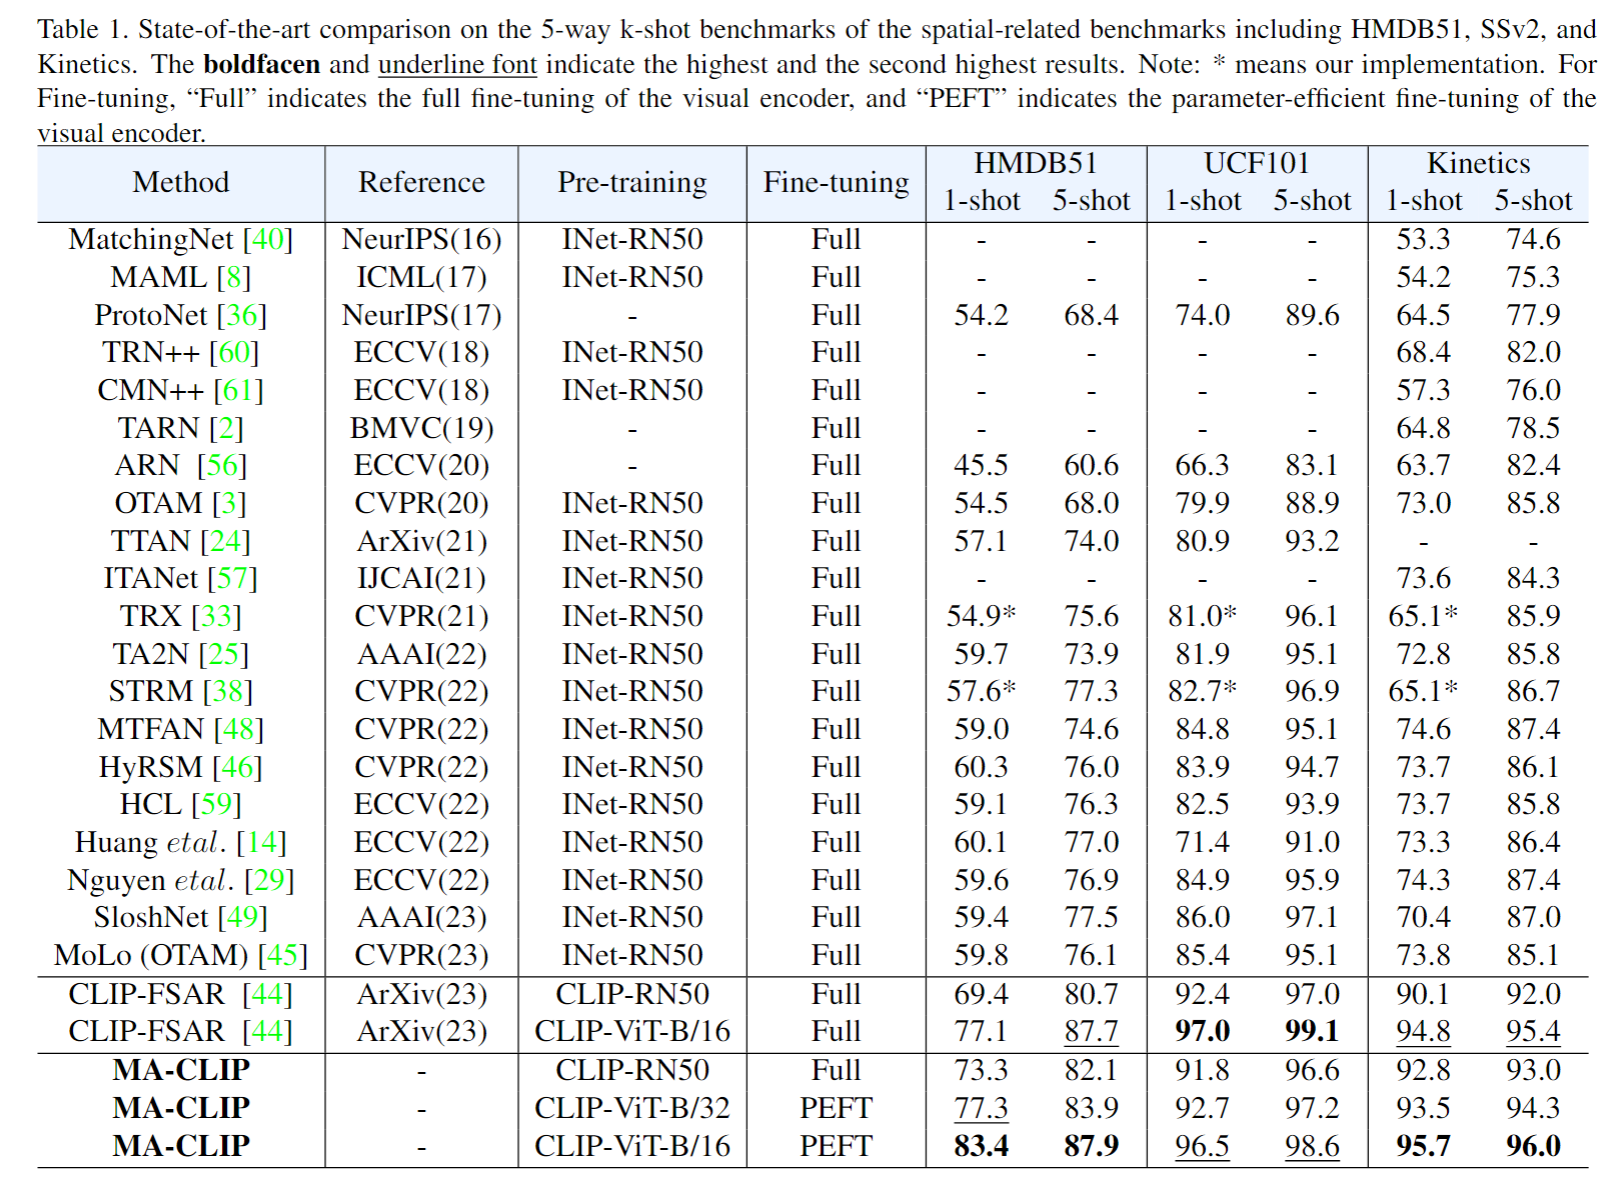 Table 1. State-of-the-art comparison on the 5-way k-shot benchmarks of the spatial-related benchmarks including HMDB51, SSv2, and
Kinetics. The boldfacen and underline font indicate the highest and the second highest results. Note: * means our implementation. For
Fine-tuning, “Full” indicates the full fine-tuning of the visual encoder, and “PEFT” indicates the parameter-efficient fine-tuning of the
visual encoder.
Method Reference Pre-training Fine-tuning HMDB51 UCF101 Kinetics
1-shot 5-shot 1-shot 5-shot 1-shot 5-shot
MatchingNet [40] NeurIPS(16) INet-RN50 Full - - - - 53.3 74.6
MAML [8] ICML(17) INet-RN50 Full - - - - 54.2 75.3
ProtoNet [36] NeurIPS(17) - Full 54.2 68.4 74.0 89.6 64.5 77.9
TRN++ [60] ECCV(18) INet-RN50 Full - - - - 68.4 82.0
CMN++ [61] ECCV(18) INet-RN50 Full - - - - 57.3 76.0
TARN [2] BMVC(19) - Full - - - - 64.8 78.5
ARN [56] ECCV(20) - Full 45.5 60.6 66.3 83.1 63.7 82.4
OTAM [3] CVPR(20) INet-RN50 Full 54.5 68.0 79.9 88.9 73.0 85.8
TTAN [24] ArXiv(21) INet-RN50 Full 57.1 74.0 80.9 93.2 - -
ITANet [57] IJCAI(21) INet-RN50 Full - - - - 73.6 84.3
TRX [33] CVPR(21) INet-RN50 Full 54.9* 75.6 81.0* 96.1 65.1* 85.9
TA2N [25] AAAI(22) INet-RN50 Full 59.7 73.9 81.9 95.1 72.8 85.8
STRM [38] CVPR(22) INet-RN50 Full 57.6* 77.3 82.7* 96.9 65.1* 86.7
MTFAN [48] CVPR(22) INet-RN50 Full 59.0 74.6 84.8 95.1 74.6 87.4
HyRSM [46] CVPR(22) INet-RN50 Full 60.3 76.0 83.9 94.7 73.7 86.1
HCL [59] ECCV(22) INet-RN50 Full 59.1 76.3 82.5 93.9 73.7 85.8
Huang etal. [14] ECCV(22) INet-RN50 Full 60.1 77.0 71.4 91.0 73.3 86.4
Nguyen etal. [29] ECCV(22) INet-RN50 Full 59.6 76.9 84.9 95.9 74.3 87.4
SloshNet [49] AAAI(23) INet-RN50 Full 59.4 77.5 86.0 97.1 70.4 87.0
MoLo (OTAM) [45] CVPR(23) INet-RN50 Full 59.8 76.1 85.4 95.1 73.8 85.1
CLIP-FSAR [44] ArXiv(23) CLIP-RN50 Full 69.4 80.7 92.4 97.0 90.1 92.0
CLIP-FSAR [44] ArXiv(23) CLIP-ViT-B/16 Full 77.1 87.7 97.0 99.1 94.8 95.4
MA-CLIP - CLIP-RN50 Full 73.3 82.1 91.8 96.6 92.8 93.0
MA-CLIP - CLIP-ViT-B/32 PEFT 77.3 83.9 92.7 97.2 93.5 94.3
MA-CLIP - CLIP-ViT-B/16 PEFT 83.4 87.9 96.5 98.6 95.7 96.0